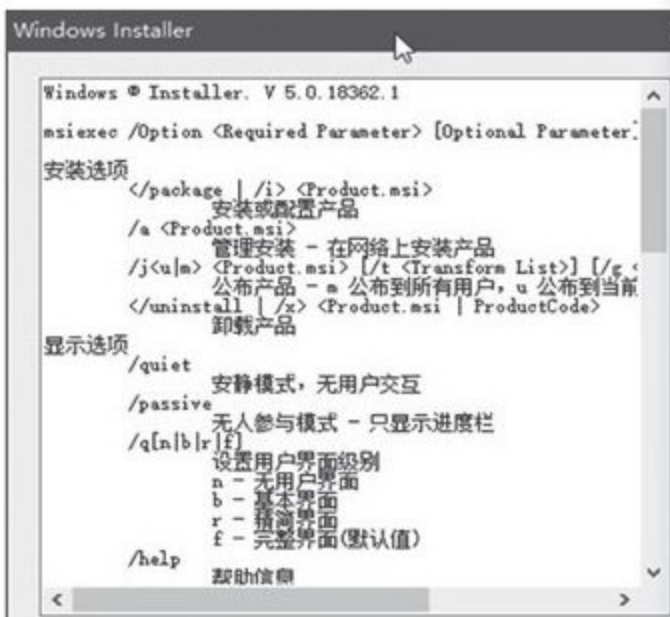 Windows Installer
Windows ® Installer. V 5.0.18362.1
msiexec /Option <Required Parameter> [Optional Parameter]
安装选项
</package | /i> <Product.msi>
安装或配置产品
/a <Product.msi>
管理安装 - 在网络上安装产品
/j<u|m> <Product.msi> [/t <Transform List>] [/g <
公布产品 - m 公布到所有用户，u 公布到当前
</uninstall | /x> <Product.msi | ProductCode>
卸载产品
显示选项
/quiet
安静模式，无用户交互
/passive
无人参与模式 - 只显示进度栏
/q[n|b|r|f]
设置用户界面级别
n - 无用户界面
b - 基本界面
r - 精简界面
f - 完整界面(默认值)
/help
帮助信息